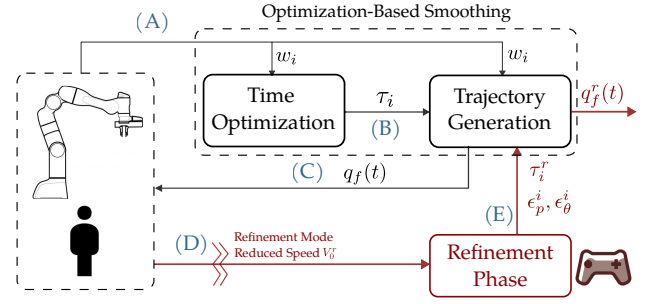 Optimization-Based Smoothing
(A)
w_i
w_i
Time
Optimization
τ_i
(B)
Trajectory
Generation
q_f^r(t)
(C)
q_f(t)
τ_i^r
ϵ_p^i, ϵ_θ^i
(E)
(D)
Refinement Mode
Reduced Speed V_0^r
Refinement
Phase